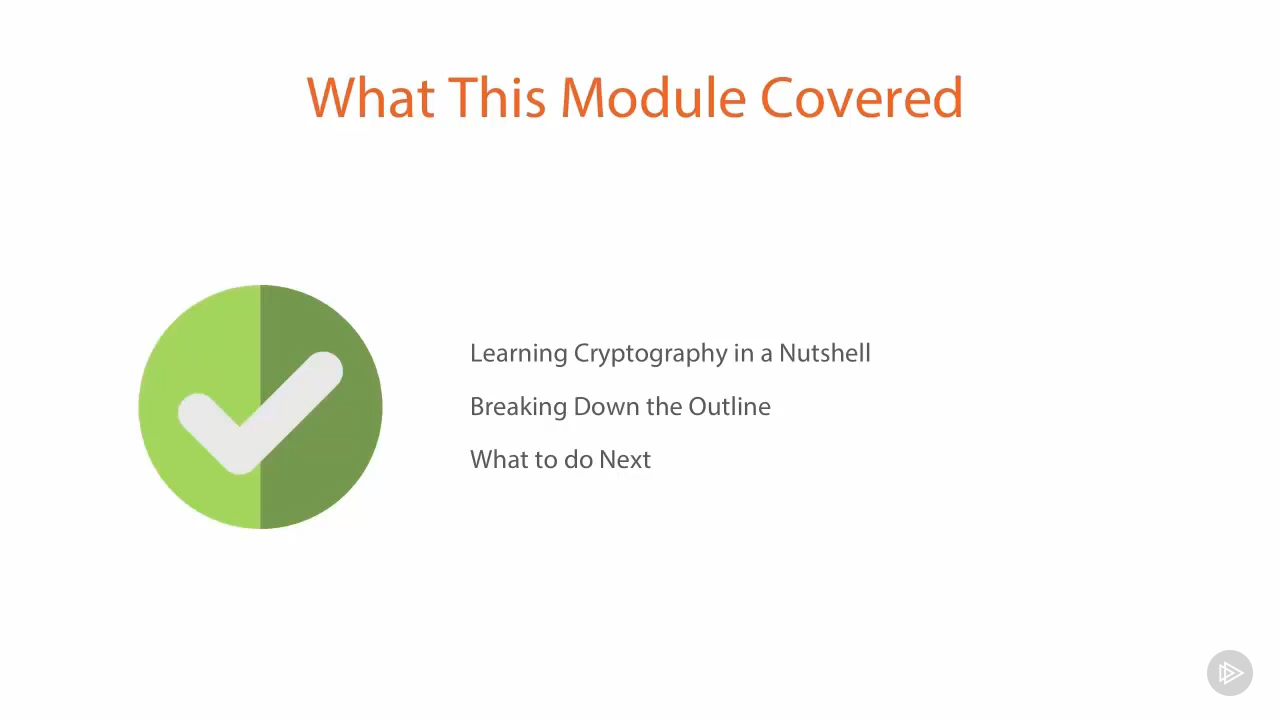 What This Module Covered
Learning Cryptography in a Nutshell
Breaking Down the Outline
What to do Next